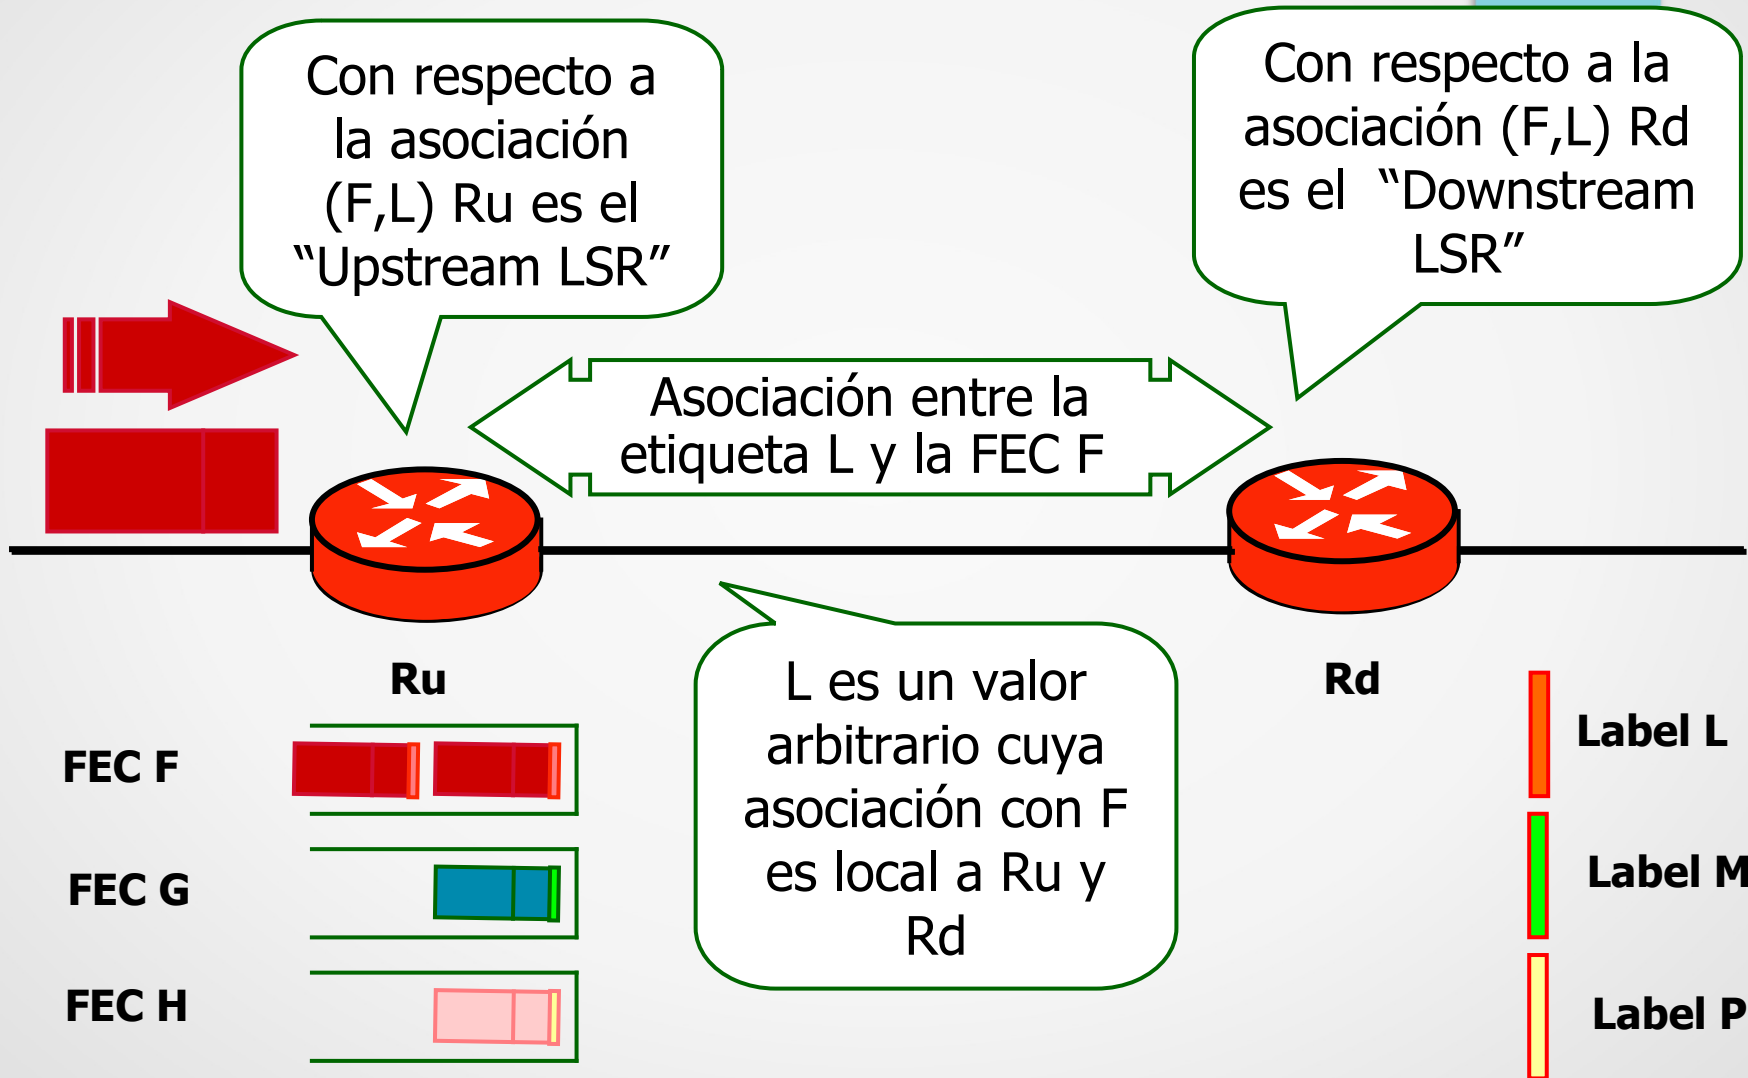 Con respecto a
la asociación
(F,L) Ru es el
“Upstream LSR”
Con respecto a la
asociación (F,L) Rd
es el “Downstream
LSR”
Asociación entre la
etiqueta L y la FEC F
Ru
Rd
L es un valor
arbitrario cuya
asociación con F
es local a Ru y
Rd
FEC F
FEC G
FEC H
Label L
Label M
Label P